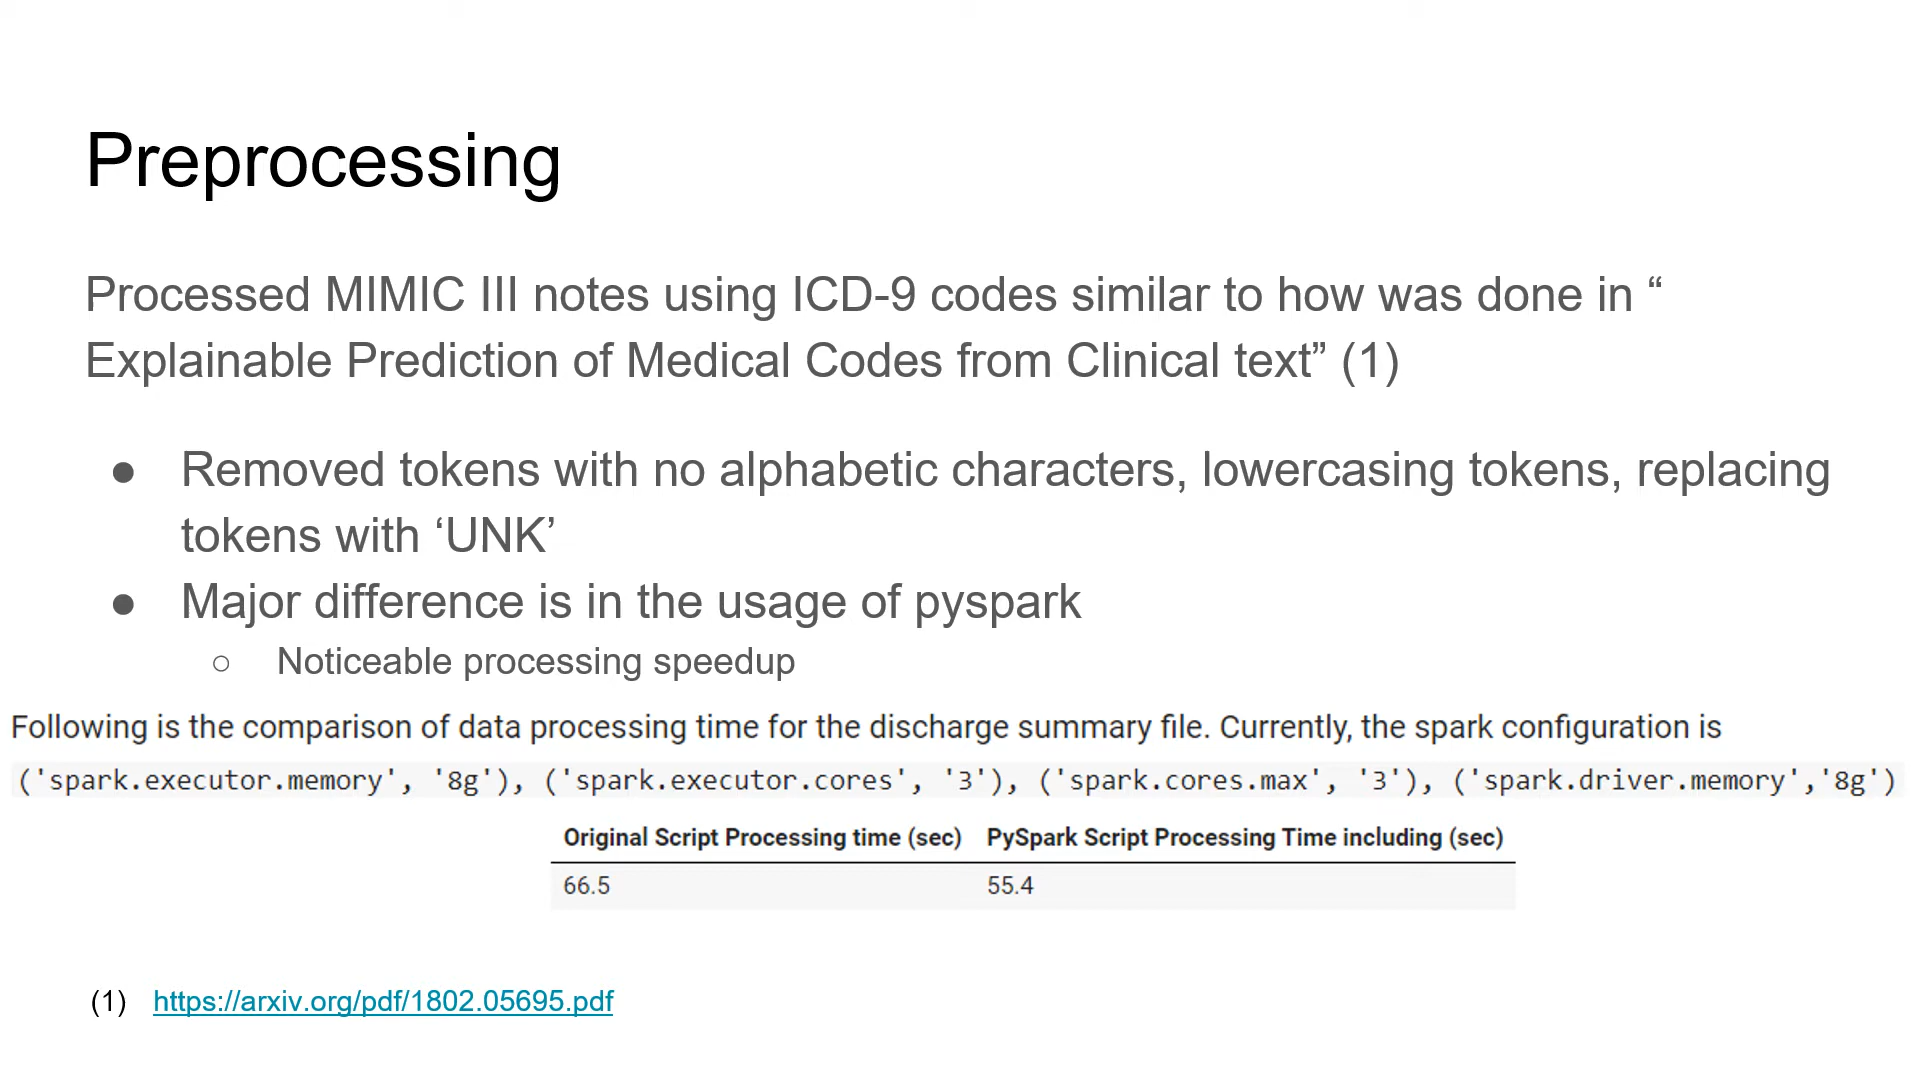 Preprocessing
Processed MIMIC III notes using ICD-9 codes similar to how was done in “
Explainable Prediction of Medical Codes from Clinical text” (1)
● Removed tokens with no alphabetic characters, lowercasing tokens, replacing
tokens with ‘UNK’
● Major difference is in the usage of pyspark
○ Noticeable processing speedup
Following is the comparison of data processing time for the discharge summary file. Currently, the spark configuration is
('spark.executor.memory', '8g'), ('spark.executor.cores', '3'), ('spark.cores.max', '3'), ('spark.driver.memory','8g')
Original Script Processing time (sec) PySpark Script Processing Time including (sec)
66.5 55.4
(1) https://arxiv.org/pdf/1802.05695.pdf